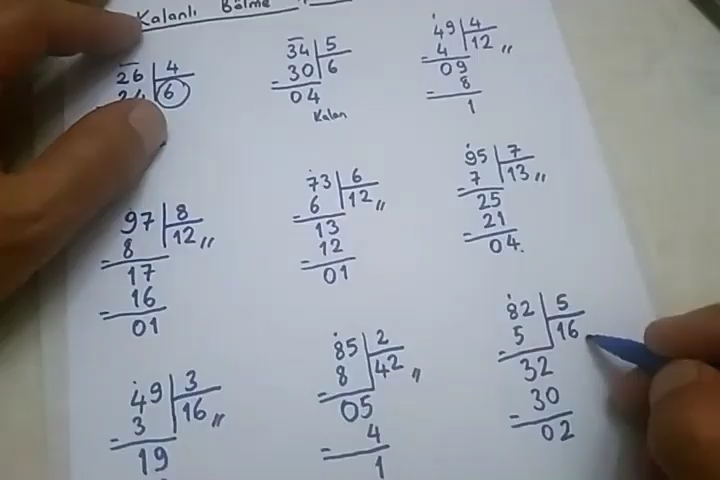 Kalanlı Bölme
26 | 4
6
34 | 5
30 | 6
04
Kalan
49 | 4
4 | 12 //
09
8
1
97 | 8
8 | 12 //
17
16
01
73 | 6
6 | 12 //
13
12
01
95 | 7
7 | 13 //
25
21
04.
49 | 3
3 | 16 //
19
85 | 2
8 | 42 //
05
4
1
82 | 5
5 | 16
32
30
02